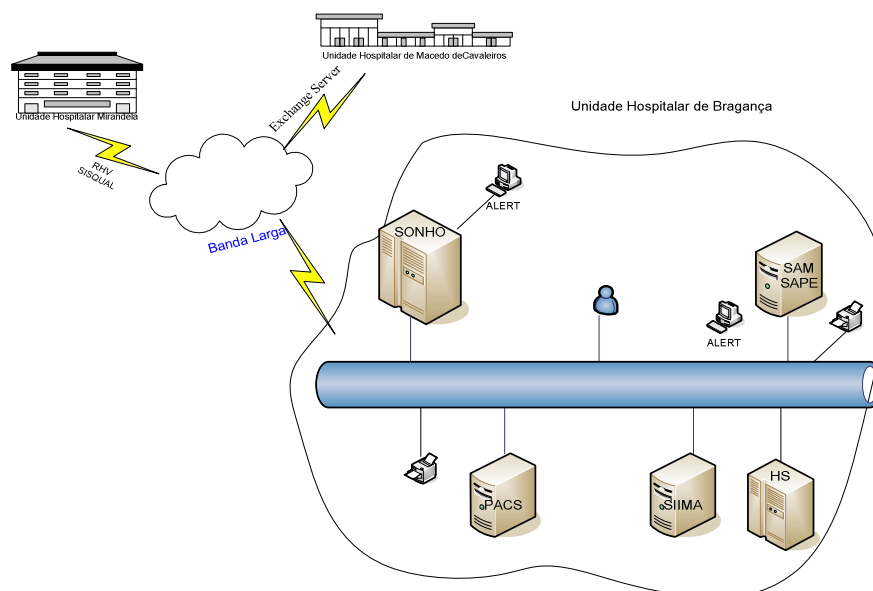 Unidade Hospitalar de Macedo deCavaleiros
Unidade Hospitalar Mirandela
Exchange Server
Unidade Hospitalar de Bragança
RHV
SISQUAL
Banda Larga
ALERT
SONHO
SAM
SAPE
ALERT
PACS
SIIMA
HS